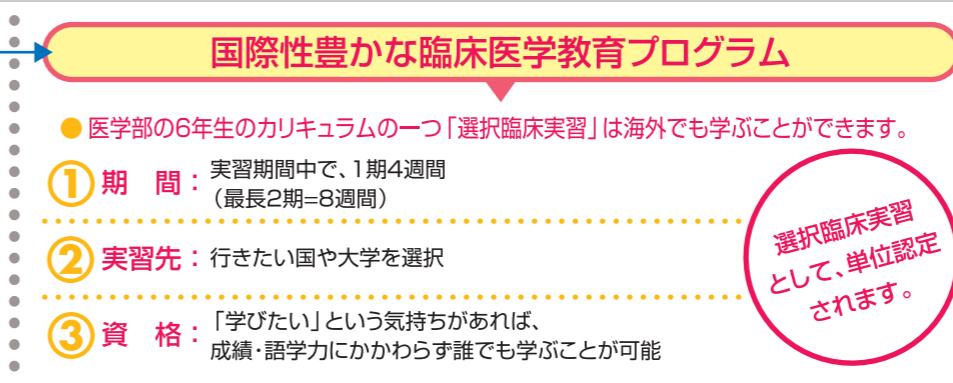 国際性豊かな臨床医学教育プログラム
● 医学部の6年生のカリキュラムの一つ「選択臨床実習」は海外でも学ぶことができます。
① 期　間：実習期間中で、1期4週間
（最長2期=8週間）
② 実習先：行きたい国や大学を選択
③ 資　格：「学びたい」という気持ちがあれば、
成績・語学力にかかわらず誰でも学ぶことが可能
選択臨床実習
として、単位認定
されます。